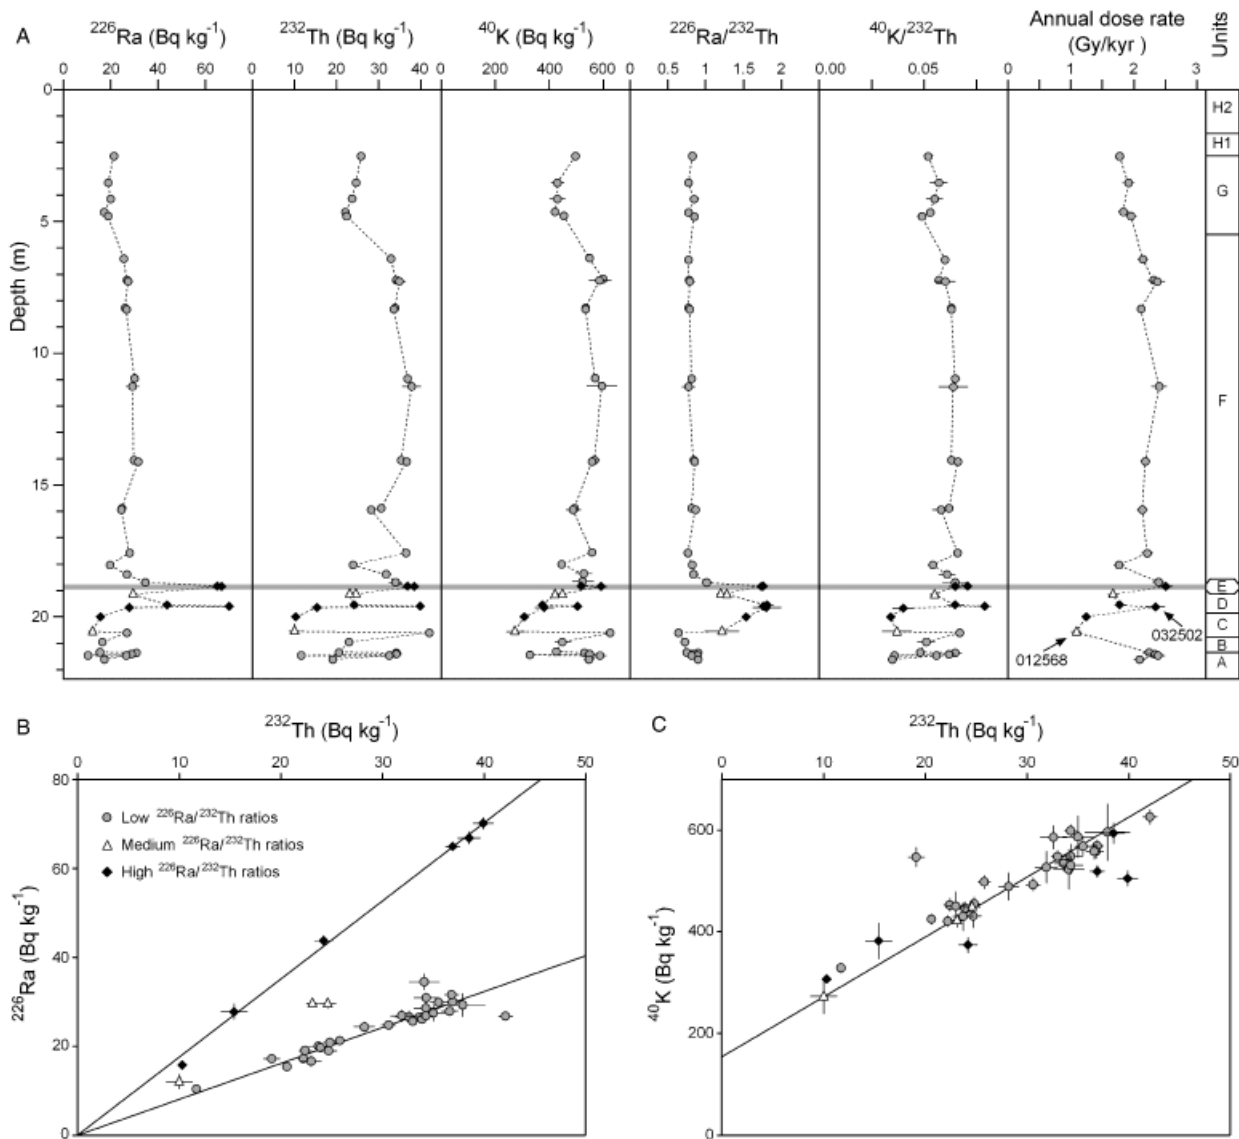 A
²²⁶Ra (Bq kg⁻¹)
²³²Th (Bq kg⁻¹)
⁴⁰K (Bq kg⁻¹)
²²⁶Ra/²³²Th
⁴⁰K/²³²Th
Annual dose rate
(Gy/kyr )
Units
0 20 40 60
0 10 20 30 40
0 200 400 600
0 0.5 1 1.5 2
0.00 0.05 0.1
0 1 2 3
Depth (m)
0
5
10
15
20
H2
H1
G
F
E
D
C
B
A
032502
012568
B
²³²Th (Bq kg⁻¹)
0 10 20 30 40 50
²²⁶Ra (Bq kg⁻¹)
80
60
40
20
0
Low ²²⁶Ra/²³²Th ratios
Medium ²²⁶Ra/²³²Th ratios
High ²²⁶Ra/²³²Th ratios
C
²³²Th (Bq kg⁻¹)
0 10 20 30 40 50
⁴⁰K (Bq kg⁻¹)
600
400
200
0